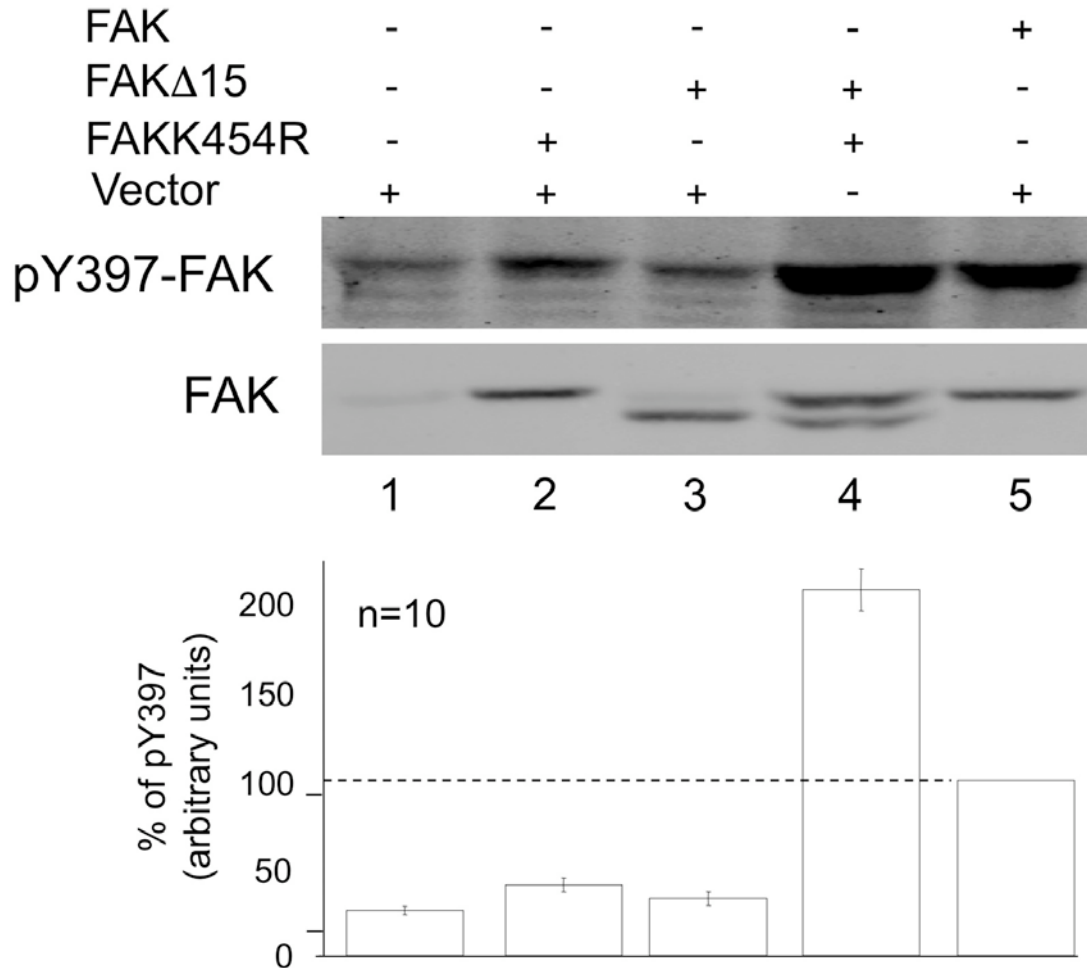 FAK - - - - +
FAKΔ15 - - + + -
FAKK454R - + - + -
Vector + + + - +
pY397-FAK
FAK
1 2 3 4 5
% of pY397
(arbitrary units)
200
n=10
150
100
50
0